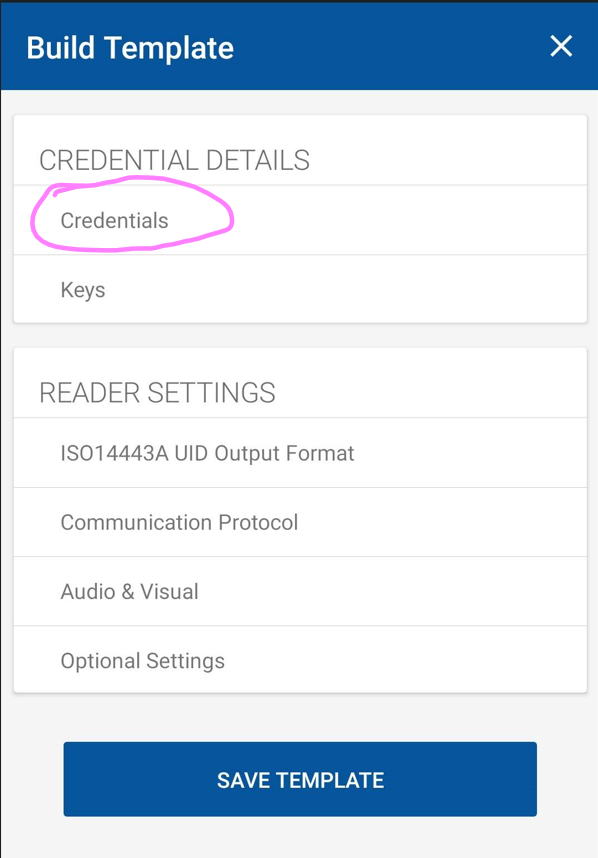 Build Template
CREDENTIAL DETAILS
Credentials
Keys
READER SETTINGS
ISO14443A UID Output Format
Communication Protocol
Audio & Visual
Optional Settings
SAVE TEMPLATE